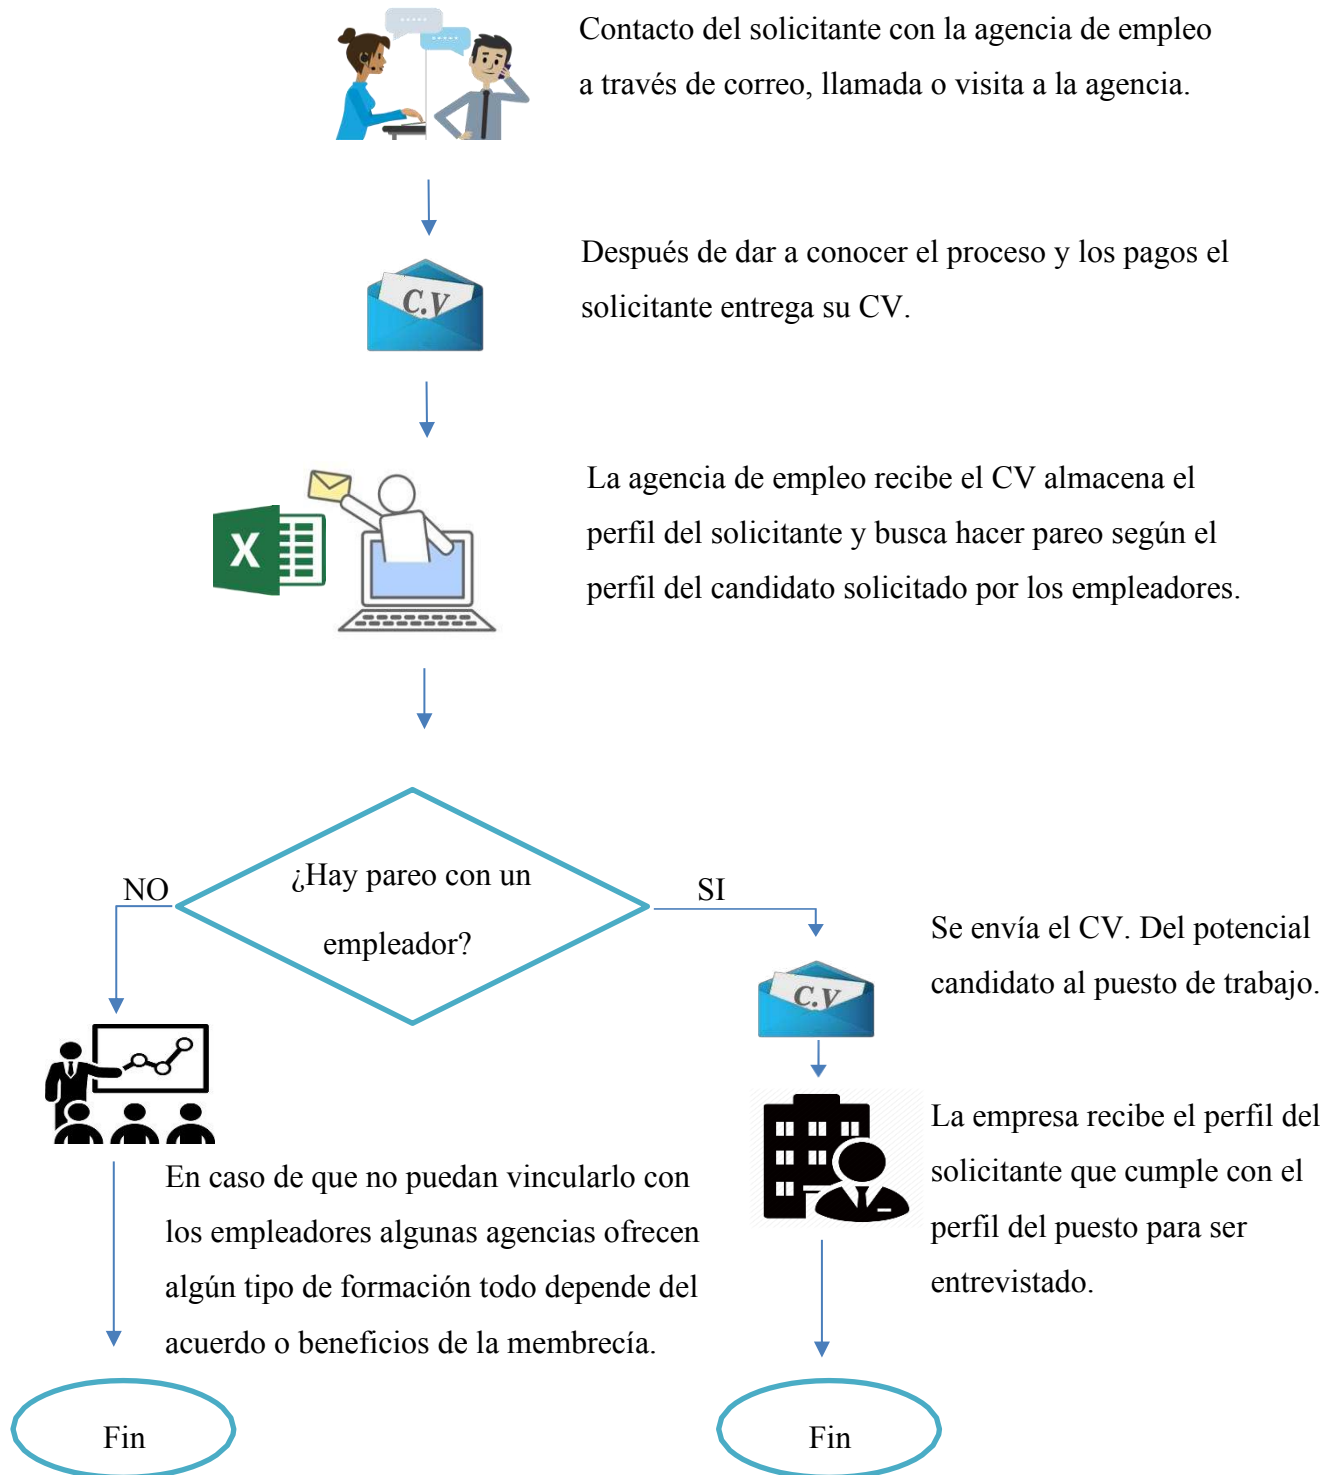 Contacto del solicitante con la agencia de empleo
a través de correo, llamada o visita a la agencia.
Después de dar a conocer el proceso y los pagos el
solicitante entrega su CV.
C.V
La agencia de empleo recibe el CV almacena el
perfil del solicitante y busca hacer pareo según el
perfil del candidato solicitado por los empleadores.
X
¿Hay pareo con un
empleador?
NO
SI
Se envía el CV. Del potencial
candidato al puesto de trabajo.
C.V
La empresa recibe el perfil del
solicitante que cumple con el
perfil del puesto para ser
entrevistado.
En caso de que no puedan vincularlo con
los empleadores algunas agencias ofrecen
algún tipo de formación todo depende del
acuerdo o beneficios de la membrecía.
Fin
Fin